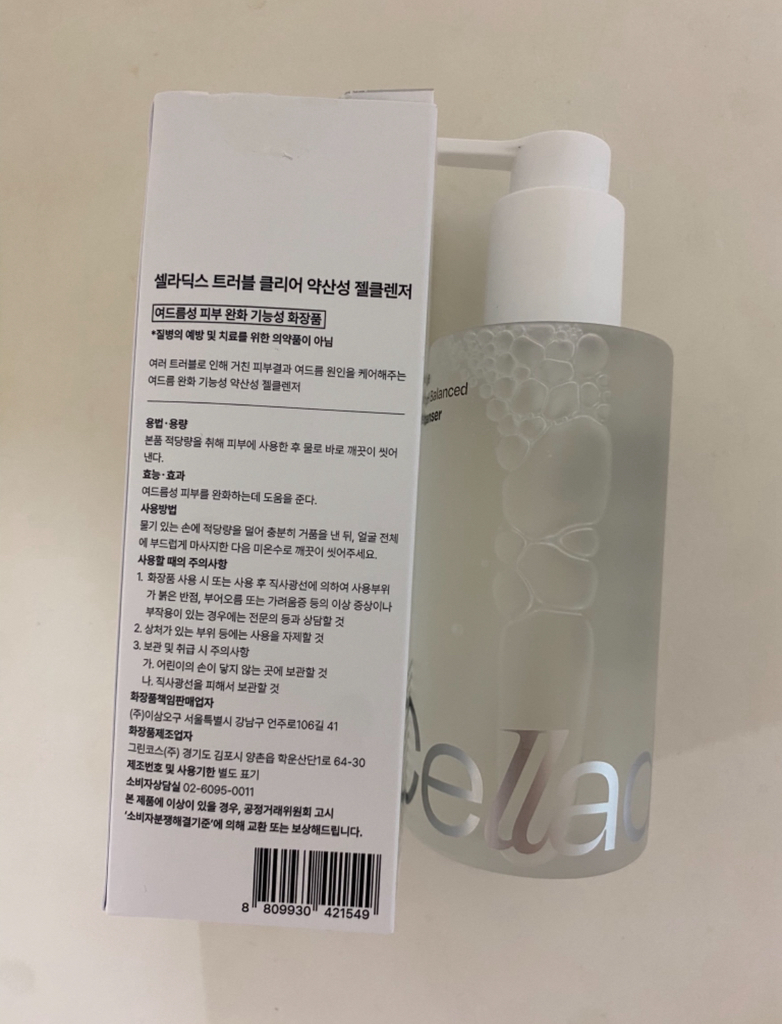 셀라딕스 트러블 클리어 약산성 젤클렌저
여드름성 피부 완화 기능성 화장품
*질병의 예방 및 치료를 위한 의약품이 아님
여러 트러블로 인해 거친 피부결과 여드름 원인을 케어해주는
여드름 완화 기능성 약산성 젤클렌저
용법·용량
본품 적당량을 취해 피부에 사용한 후 물로 바로 깨끗이 씻어
낸다.
효능·효과
여드름성 피부를 완화하는데 도움을 준다.
사용방법
물기 있는 손에 적당량을 덜어 충분히 거품을 낸 뒤, 얼굴 전체
에 부드럽게 마사지한 다음 미온수로 깨끗이 씻어주세요.
사용할 때의 주의사항
1. 화장품 사용 시 또는 사용 후 직사광선에 의하여 사용부위
가 붉은 반점, 부어오름 또는 가려움증 등의 이상 증상이나
부작용이 있는 경우에는 전문의 등과 상담할 것
2. 상처가 있는 부위 등에는 사용을 자제할 것
3. 보관 및 취급 시 주의사항
가. 어린이의 손이 닿지 않는 곳에 보관할 것
나. 직사광선을 피해서 보관할 것
화장품책임판매업자
(주)이삼오구 서울특별시 강남구 언주로106길 41
화장품제조업자
그린코스(주) 경기도 김포시 양촌읍 학운산단1로 64-30
제조번호 및 사용기한 별도 표기
소비자상담실 02-6095-0011
본 제품에 이상이 있을 경우, 공정거래위원회 고시
'소비자분쟁해결기준'에 의해 교환 또는 보상해드립니다.
8 809930 421549
Balanced
cellad